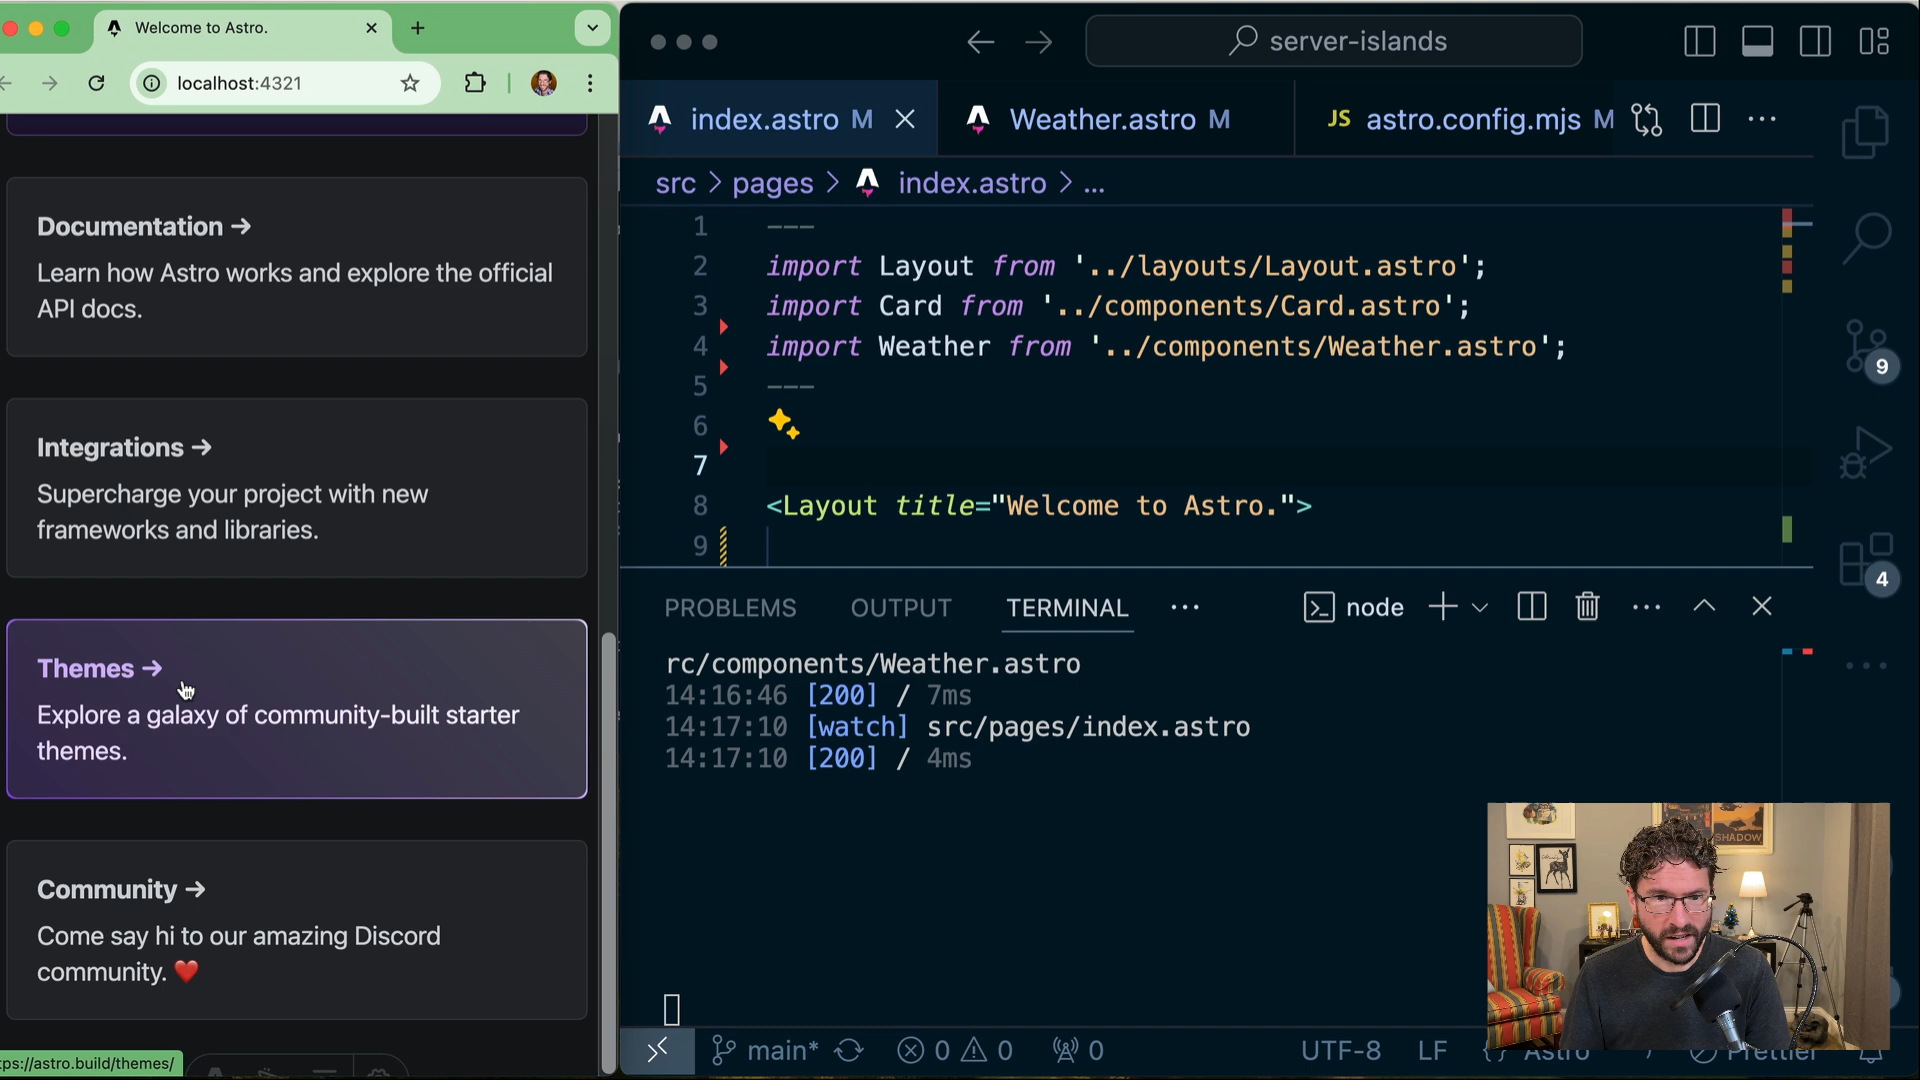 Welcome to Astro.
localhost:4321
Documentation →
Learn how Astro works and explore the official
API docs.
Integrations →
Supercharge your project with new
frameworks and libraries.
Themes →
Explore a galaxy of community-built starter
themes.
Community →
Come say hi to our amazing Discord
community. ❤️
tps://astro.build/themes/
server-islands
index.astro M
Weather.astro M
JS astro.config.mjs M
src > pages > index.astro > ...
1 ---
2 import Layout from '../layouts/Layout.astro';
3 import Card from '../components/Card.astro';
4 import Weather from '../components/Weather.astro';
5 ---
6
7
8 <Layout title="Welcome to Astro.">
9
9
4
PROBLEMS OUTPUT TERMINAL ... node
rc/components/Weather.astro
14:16:46 [200] / 7ms
14:17:10 [watch] src/pages/index.astro
14:17:10 [200] / 4ms
SHADOW
main* 0 0 0 UTF-8 LF {} Astro Prettier